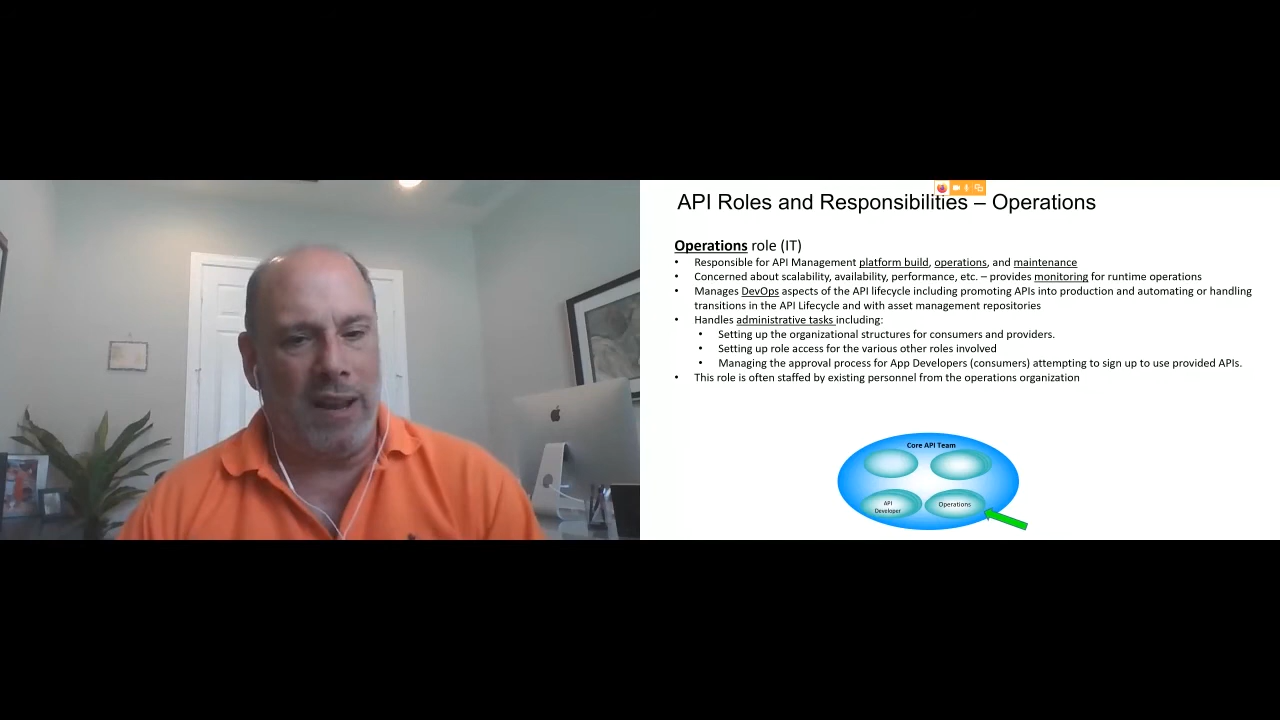 API Roles and Responsibilities – Operations
Operations role (IT)
• Responsible for API Management platform build, operations, and maintenance
• Concerned about scalability, availability, performance, etc. – provides monitoring for runtime operations
• Manages DevOps aspects of the API lifecycle including promoting APIs into production and automating or handling
transitions in the API Lifecycle and with asset management repositories
• Handles administrative tasks including:
• Setting up the organizational structures for consumers and providers.
• Setting up role access for the various other roles involved
• Managing the approval process for App Developers (consumers) attempting to sign up to use provided APIs.
• This role is often staffed by existing personnel from the operations organization
Core API Team
API
Developer
Operations